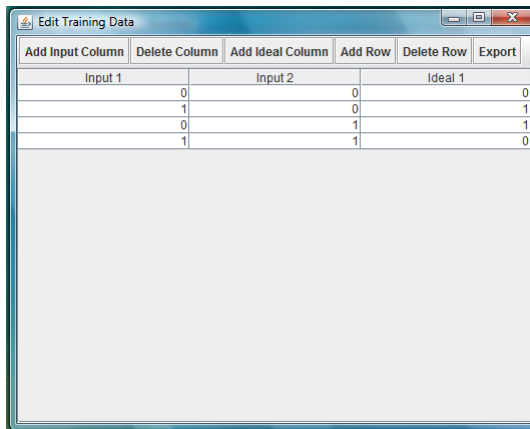 Edit Training Data
Add Input Column Delete Column Add Ideal Column Add Row Delete Row Export
Input 1 Input 2 Ideal 1
0 0 0
1 0 1
0 1 1
1 1 0